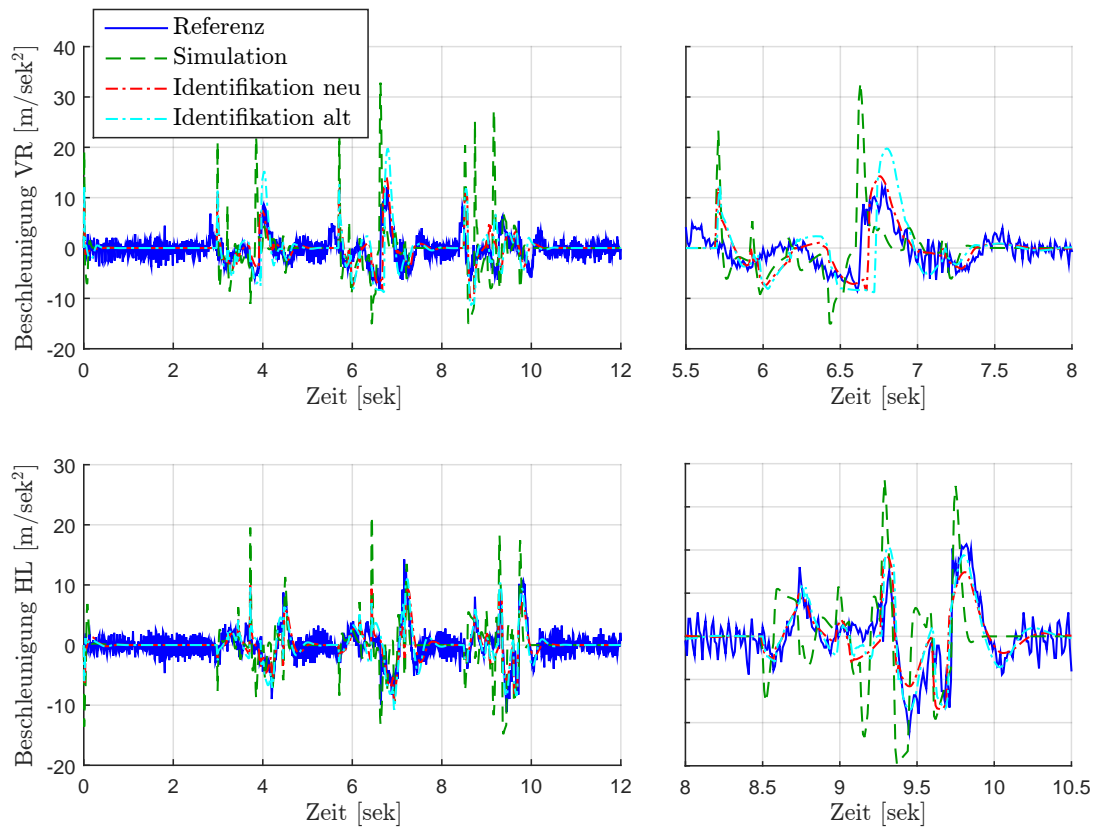 Referenz
Simulation
Identifikation neu
Identifikation alt
Beschleunigung VR [m/sek²]
40
30
20
10
0
-10
-20
0 2 4 6 8 10 12
Zeit [sek]
5.5 6 6.5 7 7.5 8
Zeit [sek]
Beschleunigung HL [m/sek²]
30
20
10
0
-10
-20
0 2 4 6 8 10 12
Zeit [sek]
8 8.5 9 9.5 10 10.5
Zeit [sek]